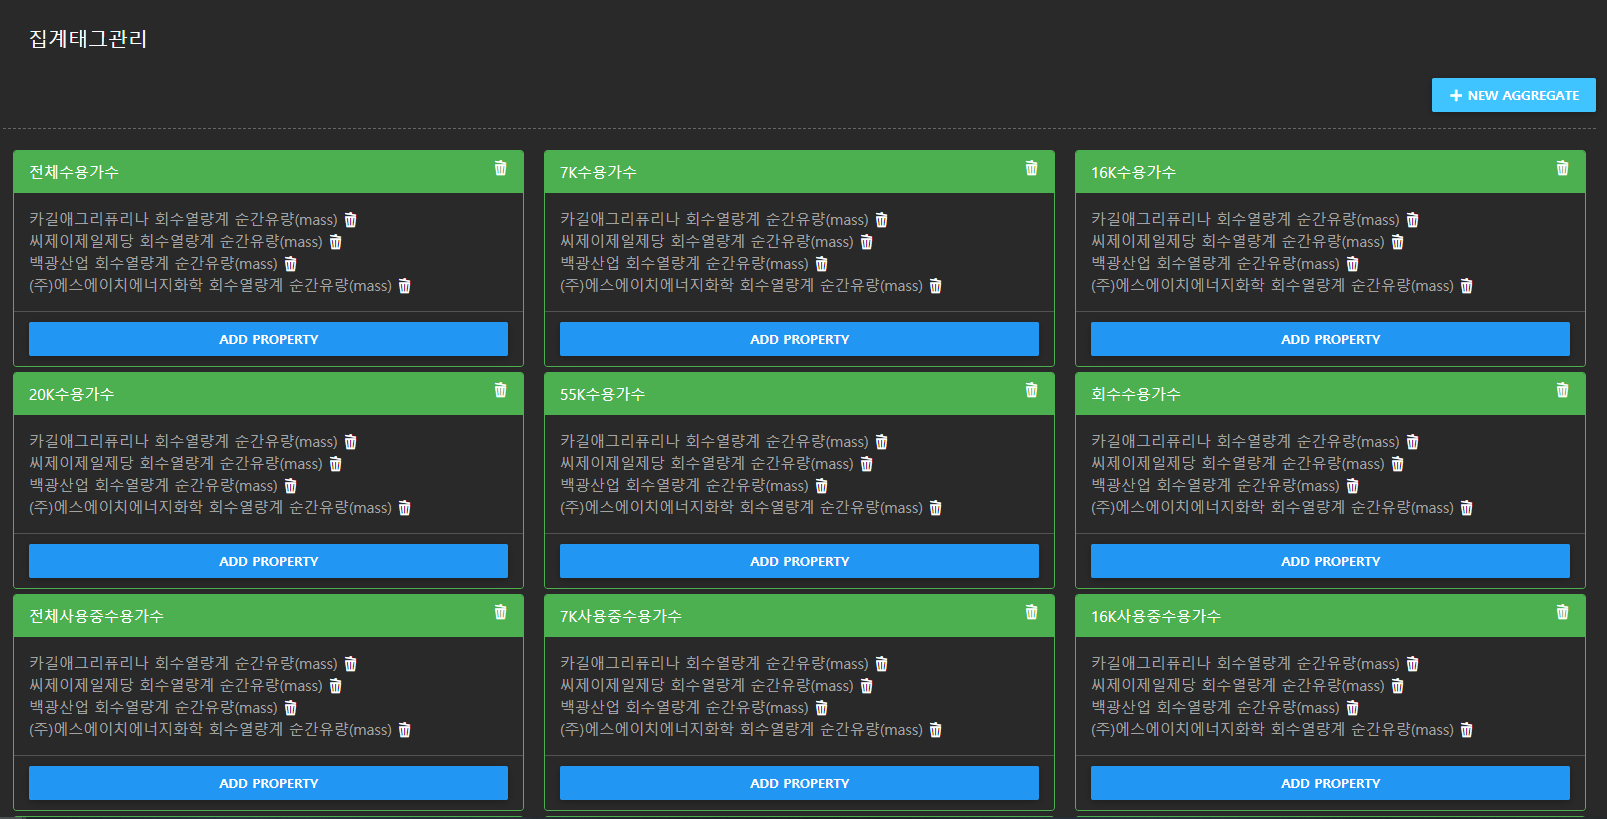 집계태그관리
NEW AGGREGATE
전체수용가수
카길애그리퓨리나 회수열량계 순간유량(mass)
씨제이제일제당 회수열량계 순간유량(mass)
백광산업 회수열량계 순간유량(mass)
(주)에스에이치에너지화학 회수열량계 순간유량(mass)
ADD PROPERTY
7K수용가수
카길애그리퓨리나 회수열량계 순간유량(mass)
씨제이제일제당 회수열량계 순간유량(mass)
백광산업 회수열량계 순간유량(mass)
(주)에스에이치에너지화학 회수열량계 순간유량(mass)
ADD PROPERTY
16K수용가수
카길애그리퓨리나 회수열량계 순간유량(mass)
씨제이제일제당 회수열량계 순간유량(mass)
백광산업 회수열량계 순간유량(mass)
(주)에스에이치에너지화학 회수열량계 순간유량(mass)
ADD PROPERTY
20K수용가수
카길애그리퓨리나 회수열량계 순간유량(mass)
씨제이제일제당 회수열량계 순간유량(mass)
백광산업 회수열량계 순간유량(mass)
(주)에스에이치에너지화학 회수열량계 순간유량(mass)
ADD PROPERTY
55K수용가수
카길애그리퓨리나 회수열량계 순간유량(mass)
씨제이제일제당 회수열량계 순간유량(mass)
백광산업 회수열량계 순간유량(mass)
(주)에스에이치에너지화학 회수열량계 순간유량(mass)
ADD PROPERTY
회수수용가수
카길애그리퓨리나 회수열량계 순간유량(mass)
씨제이제일제당 회수열량계 순간유량(mass)
백광산업 회수열량계 순간유량(mass)
(주)에스에이치에너지화학 회수열량계 순간유량(mass)
ADD PROPERTY
전체사용중수용가수
카길애그리퓨리나 회수열량계 순간유량(mass)
씨제이제일제당 회수열량계 순간유량(mass)
백광산업 회수열량계 순간유량(mass)
(주)에스에이치에너지화학 회수열량계 순간유량(mass)
ADD PROPERTY
7K사용중수용가수
카길애그리퓨리나 회수열량계 순간유량(mass)
씨제이제일제당 회수열량계 순간유량(mass)
백광산업 회수열량계 순간유량(mass)
(주)에스에이치에너지화학 회수열량계 순간유량(mass)
ADD PROPERTY
16K사용중수용가수
카길애그리퓨리나 회수열량계 순간유량(mass)
씨제이제일제당 회수열량계 순간유량(mass)
백광산업 회수열량계 순간유량(mass)
(주)에스에이치에너지화학 회수열량계 순간유량(mass)
ADD PROPERTY